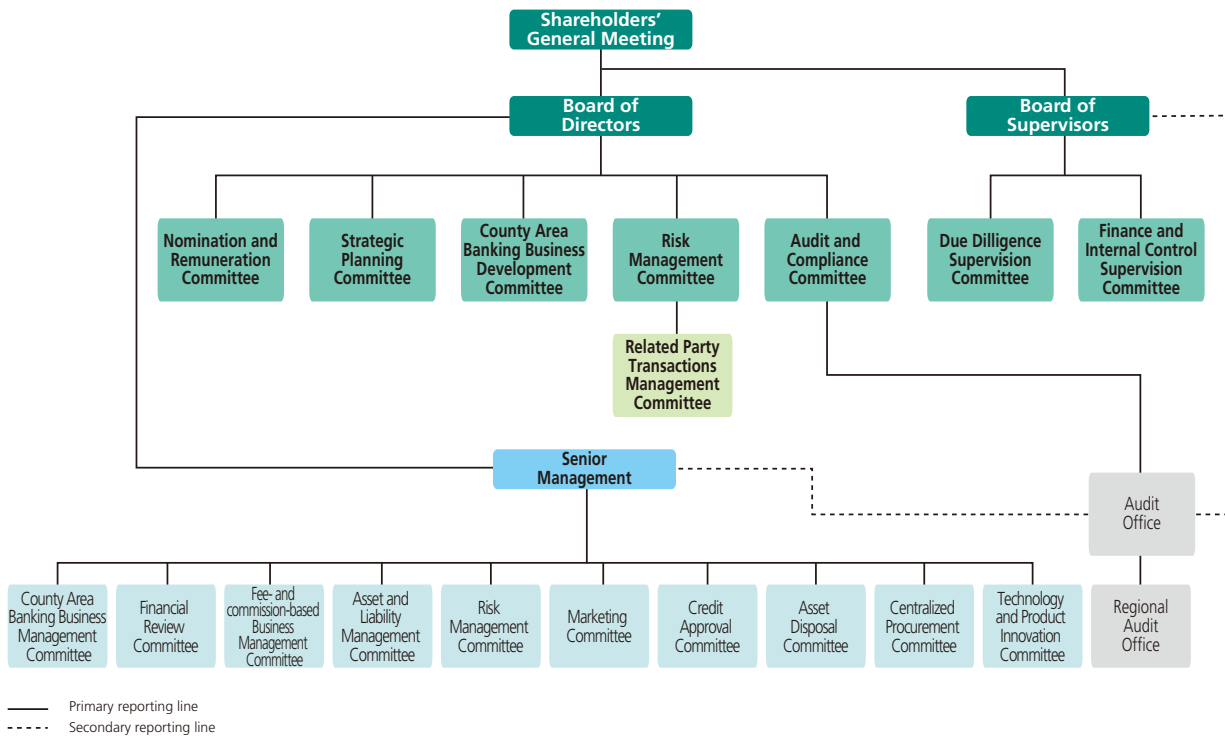 Shareholders'
General Meeting
Board of
Directors
Board of
Supervisors
Nomination and
Remuneration
Committee
Strategic
Planning
Committee
County Area
Banking Business
Development
Committee
Risk
Management
Committee
Audit and
Compliance
Committee
Due Dilligence
Supervision
Committee
Finance and
Internal Control
Supervision
Committee
Related Party
Transactions
Management
Committee
Senior
Management
Audit
Office
County Area
Banking Business
Management
Committee
Financial
Review
Committee
Fee- and
commission-based
Business
Management
Committee
Asset and
Liability
Management
Committee
Risk
Management
Committee
Marketing
Committee
Credit
Approval
Committee
Asset
Disposal
Committee
Centralized
Procurement
Committee
Technology
and Product
Innovation
Committee
Regional
Audit
Office
Primary reporting line
Secondary reporting line